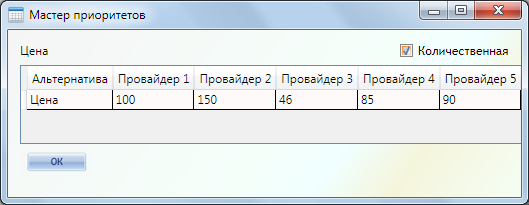 Мастер приоритетов
Цена
Количественная
Альтернатива Провайдер 1 Провайдер 2 Провайдер 3 Провайдер 4 Провайдер 5
Цена 100 150 46 85 90
ОК